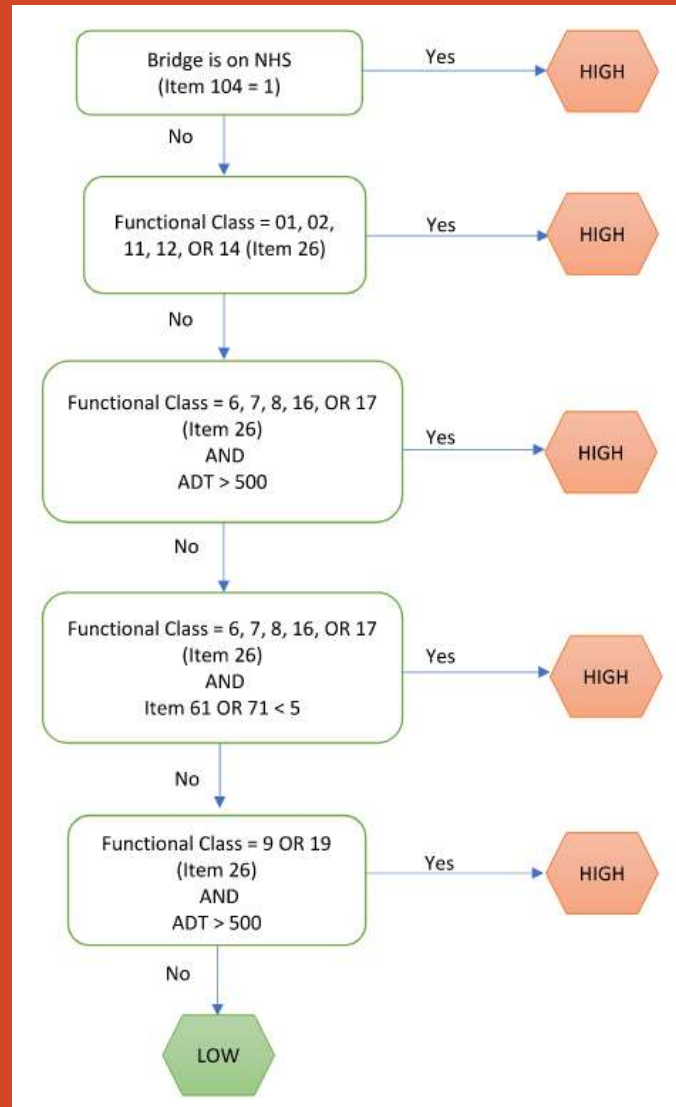 Bridge is on NHS
(Item 104 = 1)
Yes
HIGH
No
Functional Class = 01, 02,
11, 12, OR 14 (Item 26)
Yes
HIGH
No
Functional Class = 6, 7, 8, 16, OR 17
(Item 26)
AND
ADT > 500
Yes
HIGH
No
Functional Class = 6, 7, 8, 16, OR 17
(Item 26)
AND
Item 61 OR 71 < 5
Yes
HIGH
No
Functional Class = 9 OR 19
(Item 26)
AND
ADT > 500
Yes
HIGH
No
LOW